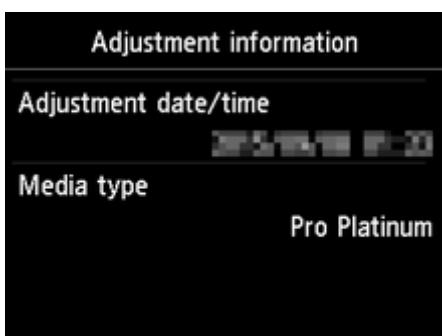 Adjustment information
Adjustment date/time
Media type
Pro Platinum